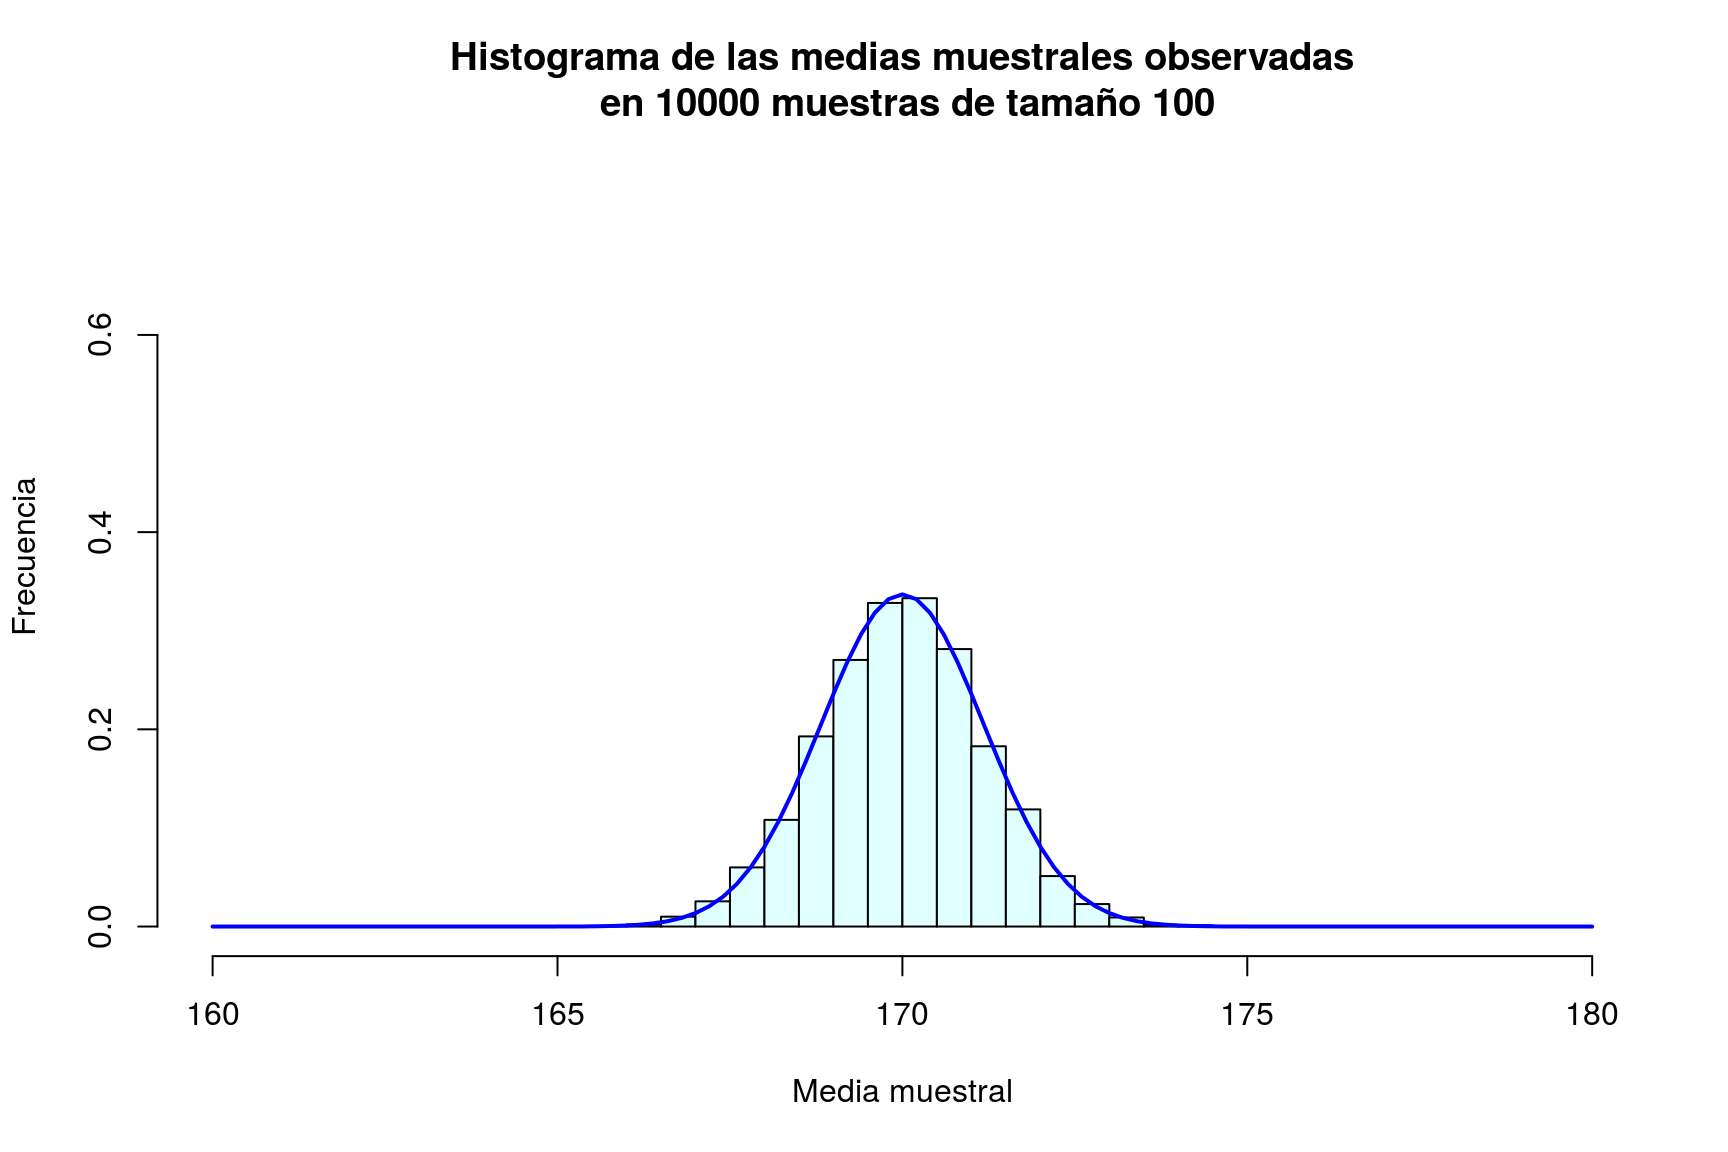 Histograma de las medias muestrales observadas
en 10000 muestras de tamaño 100
0.6
0.4
0.2
0.0
Frecuencia
160 165 170 175 180
Media muestral